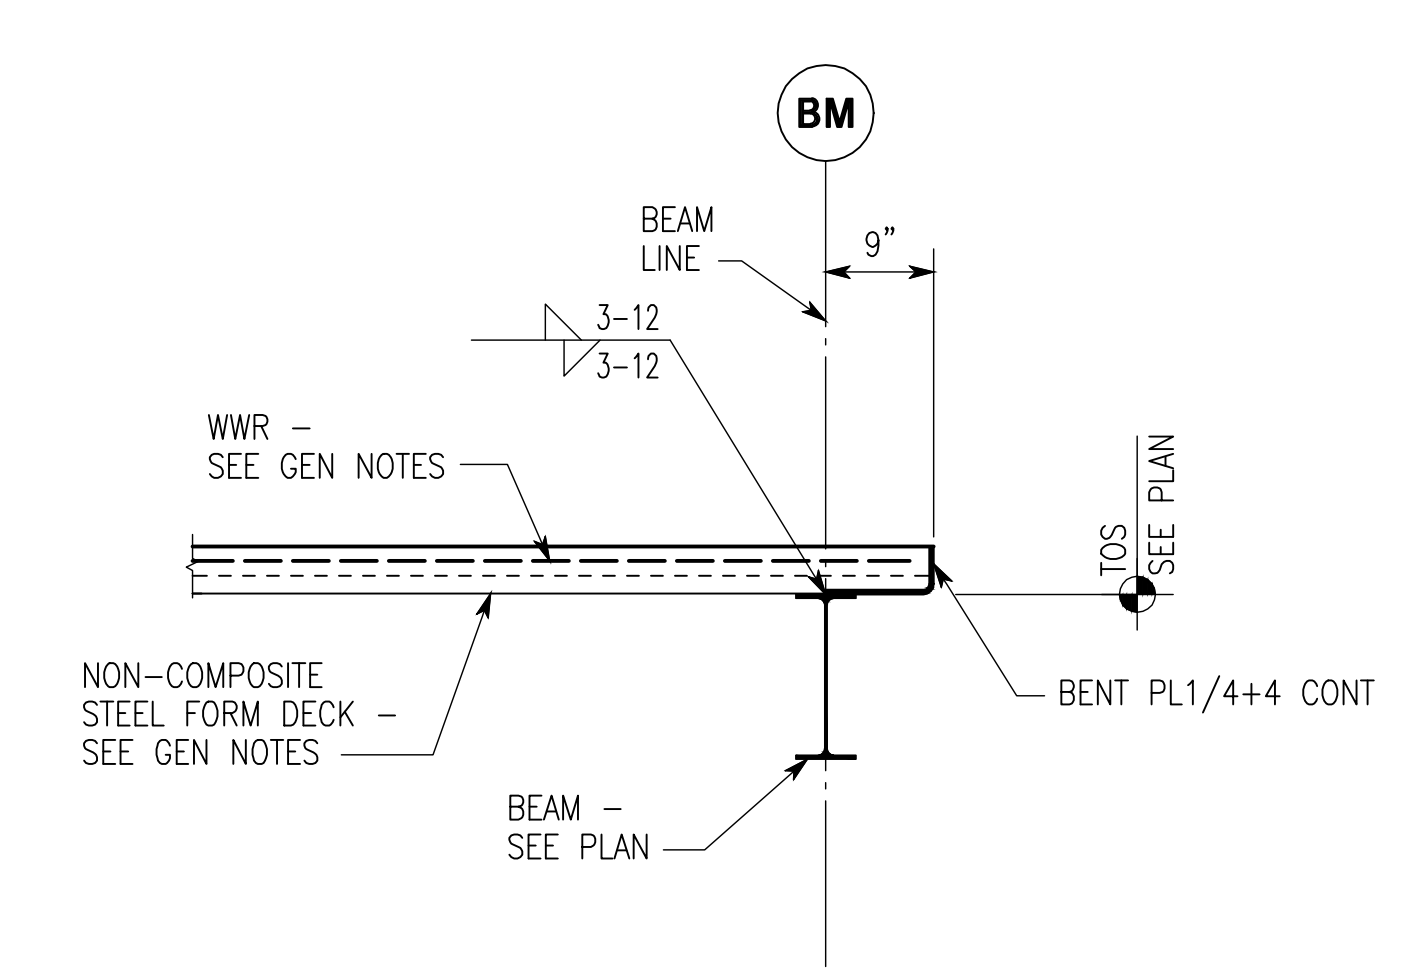 BM
BEAM
LINE
9”
3-12
3-12
WWR -
SEE GEN NOTES
TOS
SEE PLAN
NON-COMPOSITE
STEEL FORM DECK -
SEE GEN NOTES
BENT PL1/4+4 CONT
BEAM -
SEE PLAN